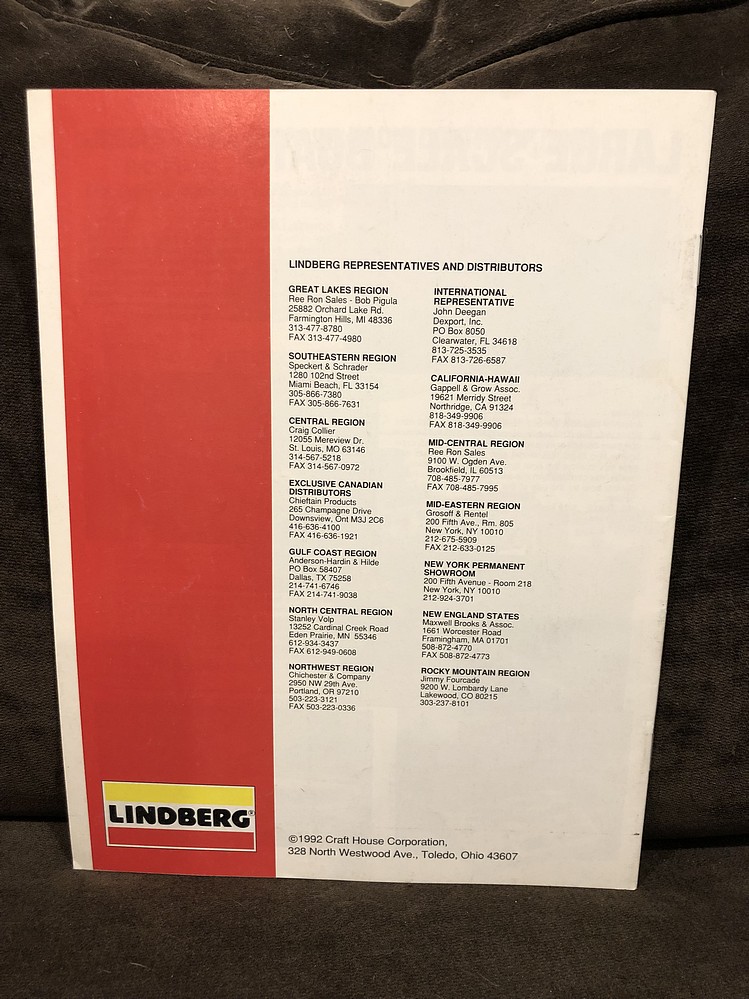 LINDBERG REPRESENTATIVES AND DISTRIBUTORS
GREAT LAKES REGION
Ree Ron Sales - Bob Pigula
25882 Orchard Lake Rd.
Farmington Hills, MI 48336
313-477-8780
FAX 313-477-4980
SOUTHEASTERN REGION
Speckert & Schrader
1280 102nd Street
Miami Beach, FL 33154
305-866-7380
FAX 305-866-7631
CENTRAL REGION
Craig Collier
12055 Mereview Dr.
St. Louis, MO 63146
314-567-5218
FAX 314-567-0972
EXCLUSIVE CANADIAN
DISTRIBUTORS
Chieftain Products
265 Champagne Drive
Downsview, Ont M3J 2C6
416-636-4100
FAX 416-636-1921
GULF COAST REGION
Anderson-Hardin & Hilde
PO Box 58407
Dallas, TX 75258
214-741-6746
FAX 214-741-9038
NORTH CENTRAL REGION
Stanley Volp
13252 Cardinal Creek Road
Eden Prairie, MN 55346
612-934-3437
FAX 612-949-0608
NORTHWEST REGION
Chichester & Company
2950 NW 29th Ave.
Portland, OR 97210
503-223-3121
FAX 503-223-0336
INTERNATIONAL
REPRESENTATIVE
John Deegan
Dexport, Inc.
PO Box 8050
Clearwater, FL 34618
813-725-3535
FAX 813-726-6587
CALIFORNIA-HAWAII
Gappell & Grow Assoc.
19621 Merridy Street
Northridge, CA 91324
818-349-9906
FAX 818-349-9906
MID-CENTRAL REGION
Ree Ron Sales
9100 W. Ogden Ave.
Brookfield, IL 60513
708-485-7977
FAX 708-485-7995
MID-EASTERN REGION
Grosoff & Rentel
200 Fifth Ave., Rm. 805
New York, NY 10010
212-675-5909
FAX 212-633-0125
NEW YORK PERMANENT
SHOWROOM
200 Fifth Avenue - Room 218
New York, NY 10010
212-924-3701
NEW ENGLAND STATES
Maxwell Brooks & Assoc.
1661 Worcester Road
Framingham, MA 01701
508-872-4770
FAX 508-872-4773
ROCKY MOUNTAIN REGION
Jimmy Fourcade
9200 W. Lombardy Lane
Lakewood, CO 80215
303-237-8101
LINDBERG®
©1992 Craft House Corporation,
328 North Westwood Ave., Toledo, Ohio 43607